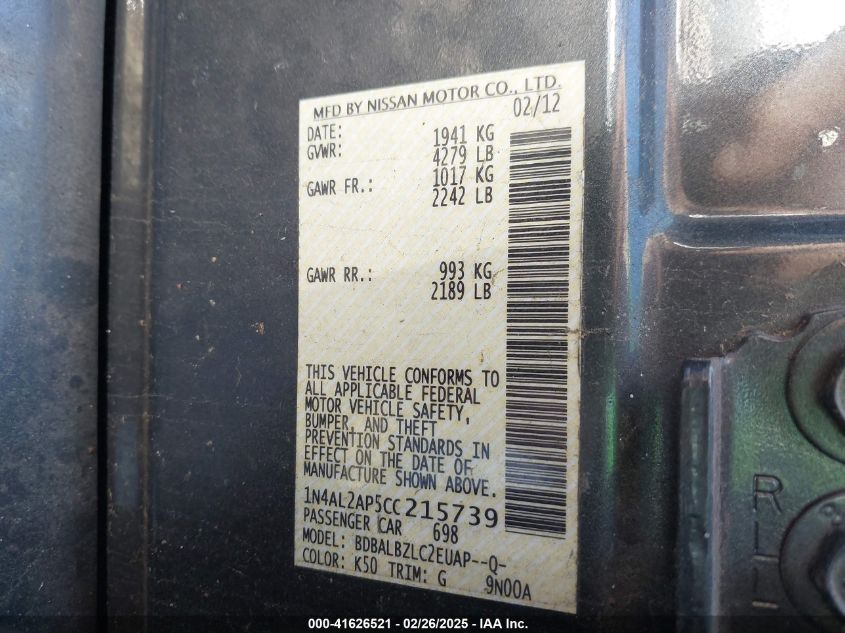 MFD BY NISSAN MOTOR CO., LTD.
DATE: 02/12
GVWR: 1941 KG
4279 LB
GAWR FR.: 1017 KG
2242 LB
GAWR RR.: 993 KG
2189 LB
THIS VEHICLE CONFORMS TO
ALL APPLICABLE FEDERAL
MOTOR VEHICLE SAFETY,
BUMPER, AND THEFT
PREVENTION STANDARDS IN
EFFECT ON THE DATE OF
MANUFACTURE SHOWN ABOVE.
1N4AL2AP5CC215739
PASSENGER CAR 698
MODEL: BDBALBZLC2EUAP--Q-
COLOR: K50 TRIM: G 9N00A
RLL
000-41626521 - 02/26/2025 - IAA Inc.